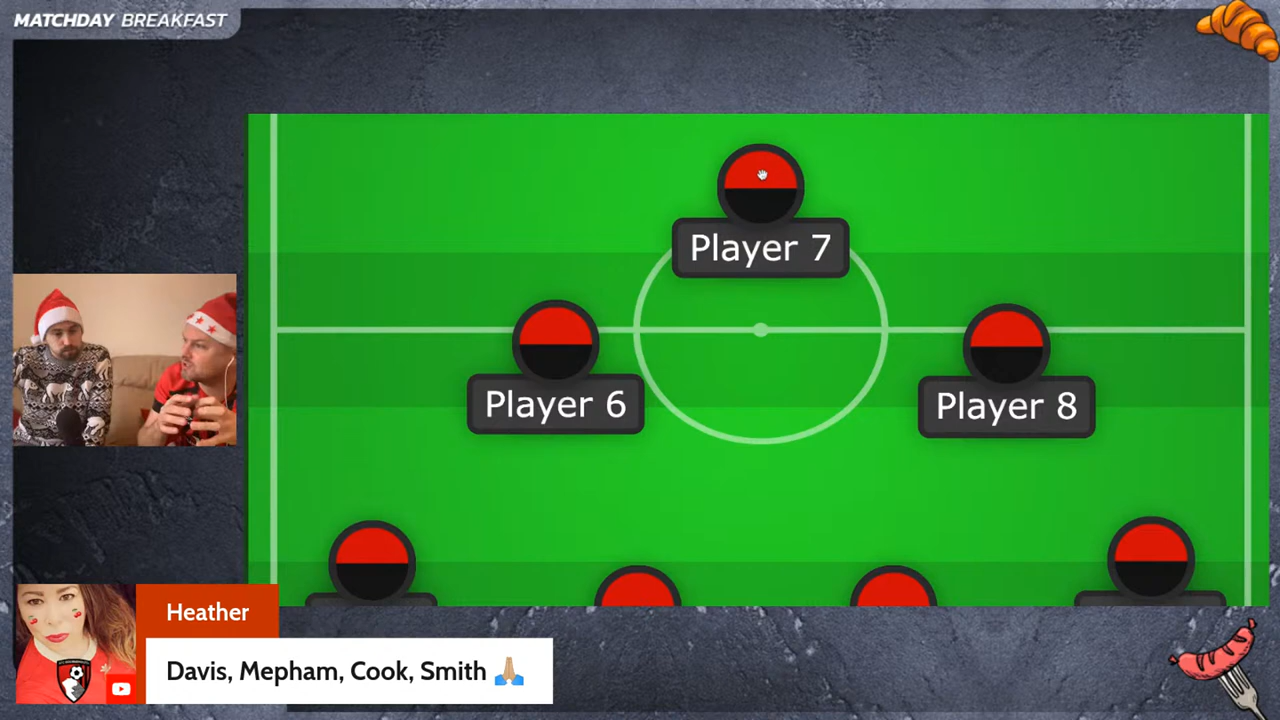 MATCHDAY BREAKFAST
Player 7
Player 6
Player 8
Heather
Davis, Mepham, Cook, Smith 🙏🏼